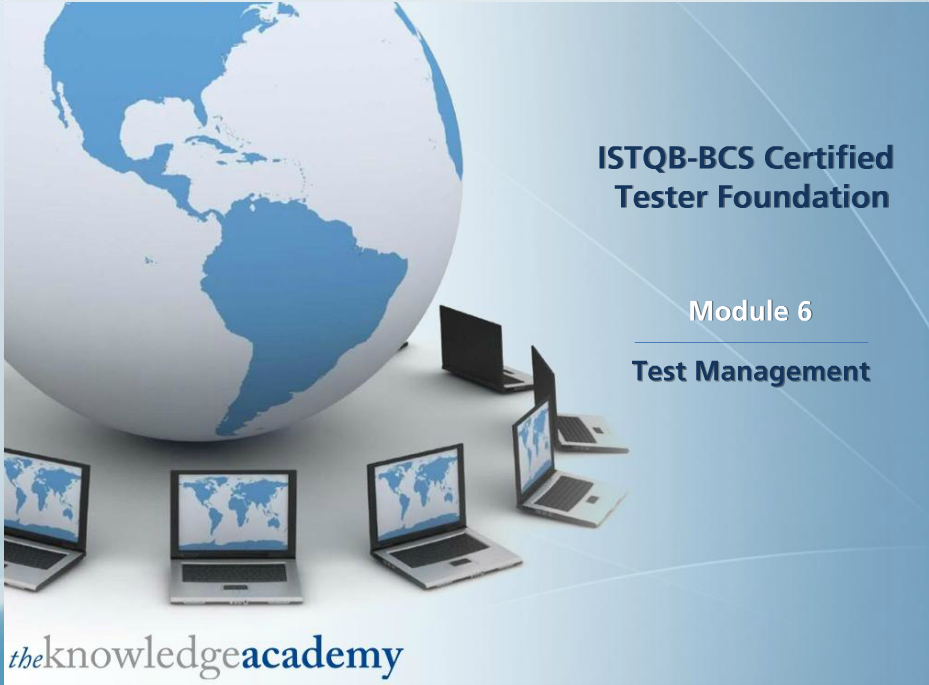 ISTQB-BCS Certified
Tester Foundation
Module 6
Test Management
theknowledgeacademy